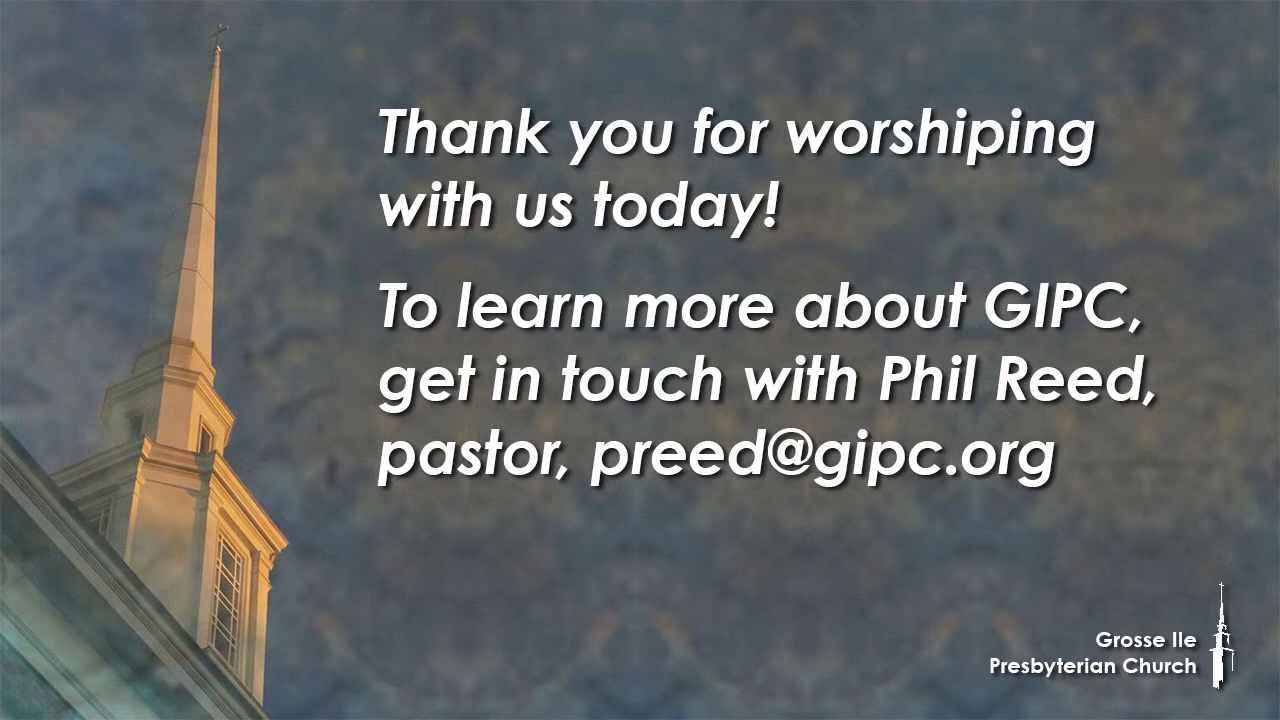 Thank you for worshiping
with us today!
To learn more about GIPC,
get in touch with Phil Reed,
pastor, preed@gipc.org
Grosse Ile
Presbyterian Church